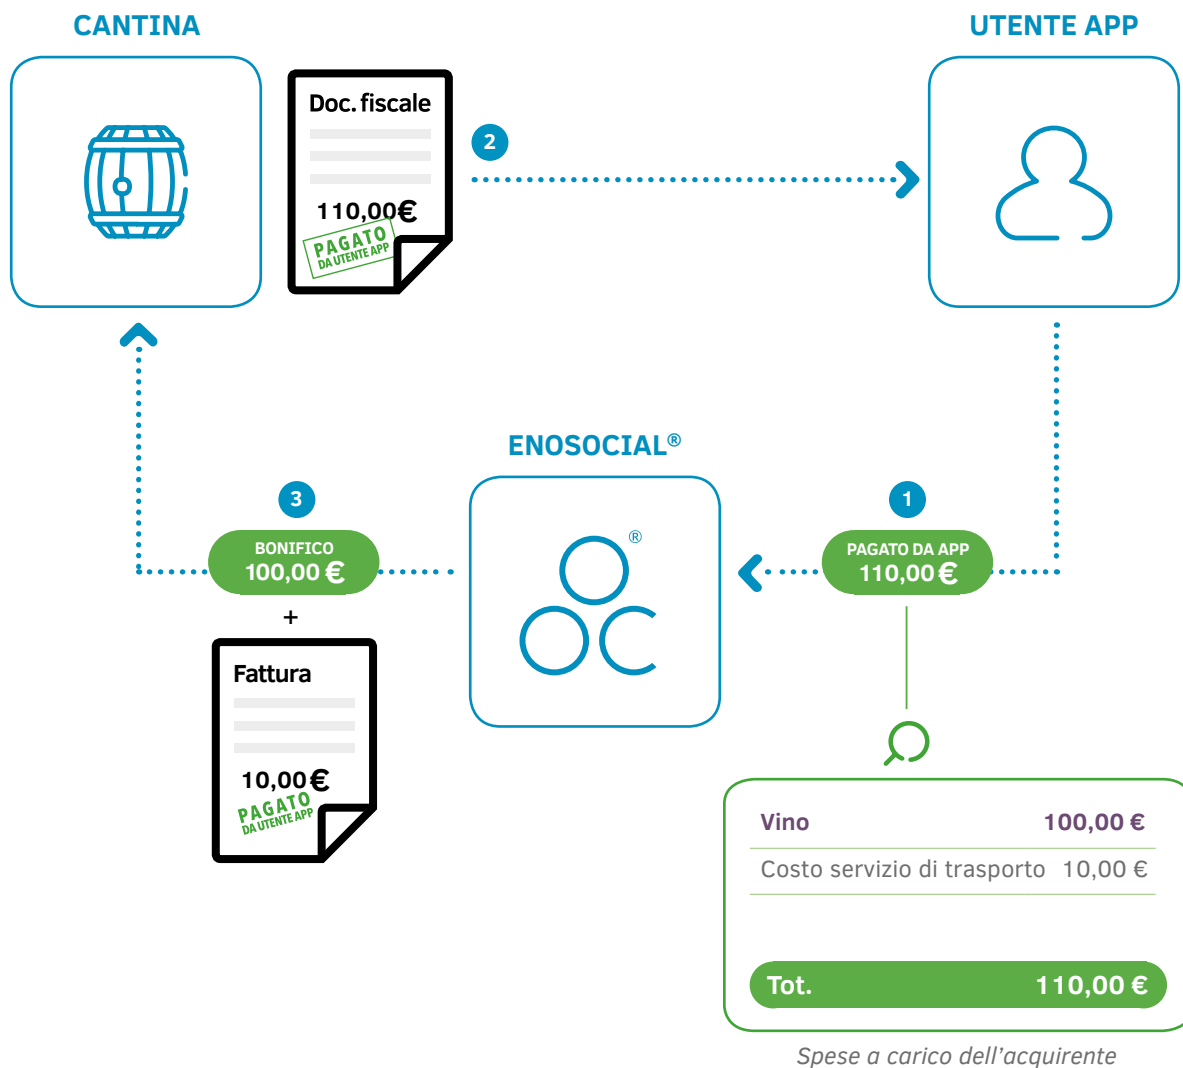 CANTINA
UTENTE APP
Doc. fiscale
110,00€
PAGATO
DA UTENTE APP
2
ENOSOCIAL®
3
BONIFICO
100,00 €
+
Fattura
10,00 €
PAGATO
DA UTENTE APP
®
1
PAGATO DA APP
110,00 €
Vino 100,00 €
Costo servizio di trasporto 10,00 €
Tot. 110,00 €
Spese a carico dell’acquirente